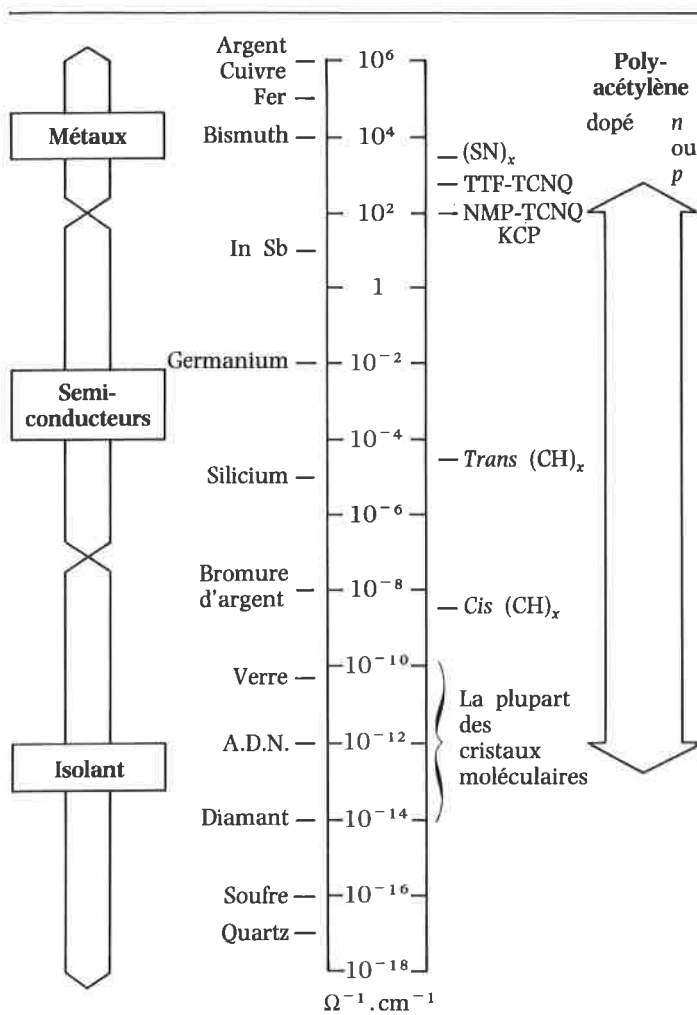 Argent
Cuivre
Fer
Bismuth
In Sb
Germanium
Silicium
Bromure
d'argent
Verre
A.D.N.
Diamant
Soufre
Quartz
Métaux
Semi-
conducteurs
Isolant
10⁶
10⁴
10²
1
10⁻²
10⁻⁴
10⁻⁶
10⁻⁸
10⁻¹⁰
10⁻¹²
10⁻¹⁴
10⁻¹⁶
10⁻¹⁸
Ω⁻¹.cm⁻¹
(SN)ₓ
TTF-TCNQ
NMP-TCNQ
KCP
Trans (CH)ₓ
Cis (CH)ₓ
La plupart
des
cristaux
moléculaires
Poly-
acétylène
dopé n
ou
p